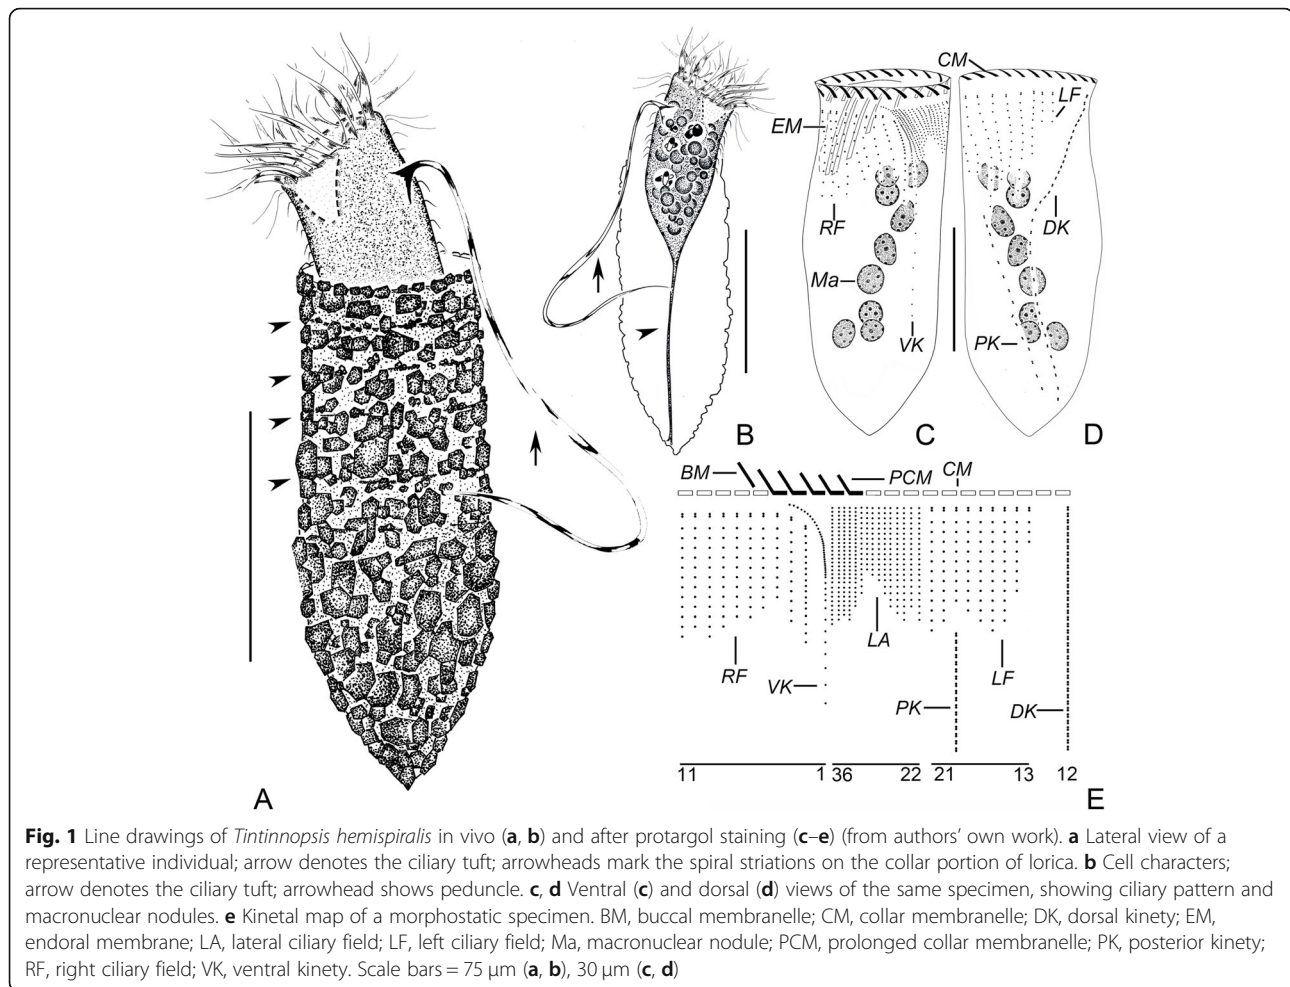 CM
LF
EM
RF
DK
Ma
VK
PK
B
C
D
BM
PCM
CM
LA
RF
LF
VK
PK
DK
11 1 36 22 21 13 12
A
E
Fig. 1 Line drawings of Tintinnopsis hemispiralis in vivo (a, b) and after protargol staining (c–e) (from authors’ own work). a Lateral view of a
representative individual; arrow denotes the ciliary tuft; arrowheads mark the spiral striations on the collar portion of lorica. b Cell characters;
arrow denotes the ciliary tuft; arrowhead shows peduncle. c, d Ventral (c) and dorsal (d) views of the same specimen, showing ciliary pattern and
macronuclear nodules. e Kinetal map of a morphostatic specimen. BM, buccal membranelle; CM, collar membranelle; DK, dorsal kinety; EM,
endoral membrane; LA, lateral ciliary field; LF, left ciliary field; Ma, macronuclear nodule; PCM, prolonged collar membranelle; PK, posterior kinety;
RF, right ciliary field; VK, ventral kinety. Scale bars = 75 μm (a, b), 30 μm (c, d)